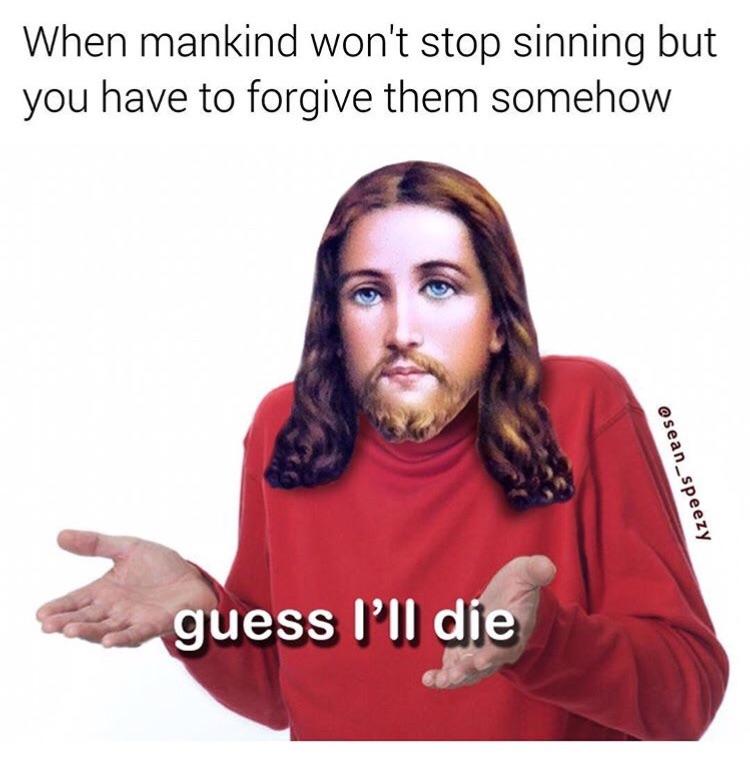 When mankind won't stop sinning but
you have to forgive them somehow
@sean_speezy
guess I'll die